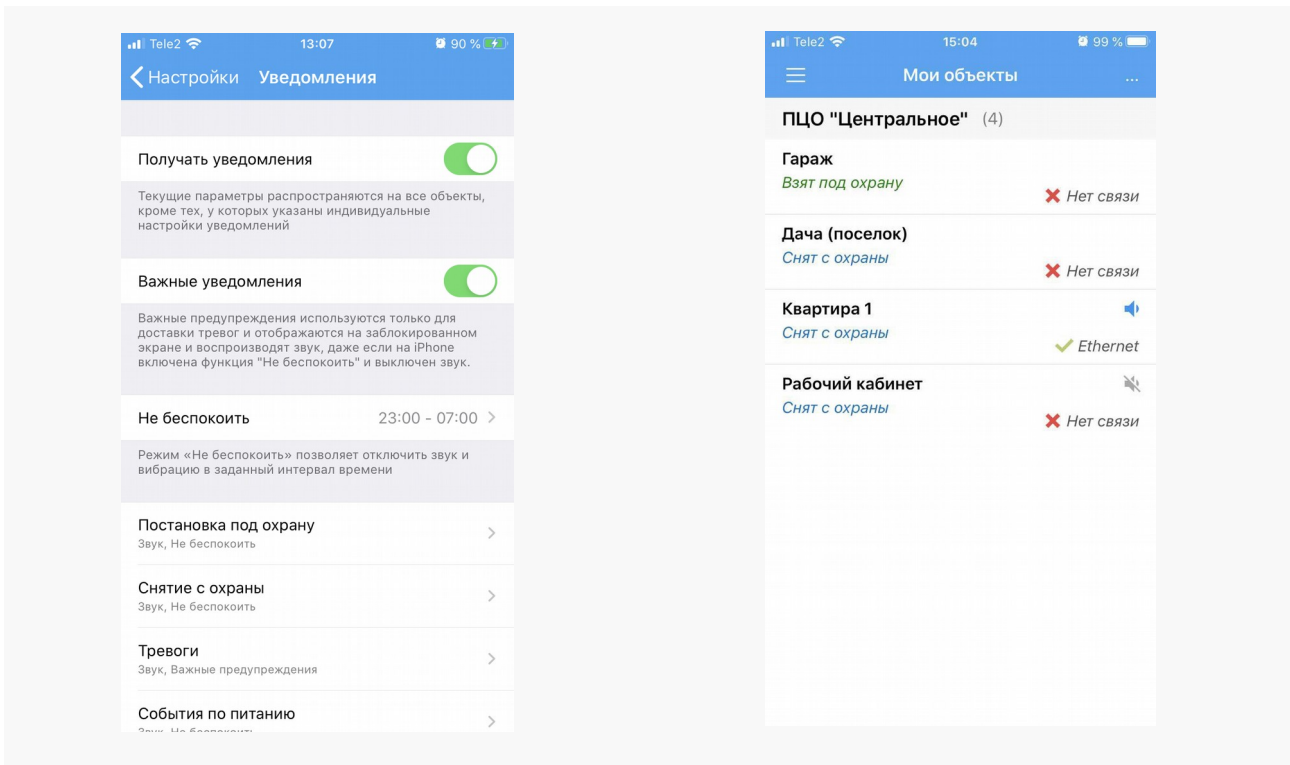 Tele2 13:07 90 %
Настройки Уведомления
Получать уведомления
Текущие параметры распространяются на все объекты,
кроме тех, у которых указаны индивидуальные
настройки уведомлений
Важные уведомления
Важные предупреждения используются только для
доставки тревог и отображаются на заблокированном
экране и воспроизводят звук, даже если на iPhone
включена функция "Не беспокоить" и выключен звук.
Не беспокоить 23:00 - 07:00
Режим «Не беспокоить» позволяет отключить звук и
вибрацию в заданный интервал времени
Постановка под охрану
Звук, Не беспокоить
Снятие с охраны
Звук, Не беспокоить
Тревоги
Звук, Важные предупреждения
События по питанию
Звук, Не беспокоить
Tele2 15:04 99 %
Мои объекты ...
ПЦО "Центральное" (4)
Гараж
Взят под охрану
Нет связи
Дача (поселок)
Снят с охраны
Нет связи
Квартира 1
Снят с охраны
Ethernet
Рабочий кабинет
Снят с охраны
Нет связи